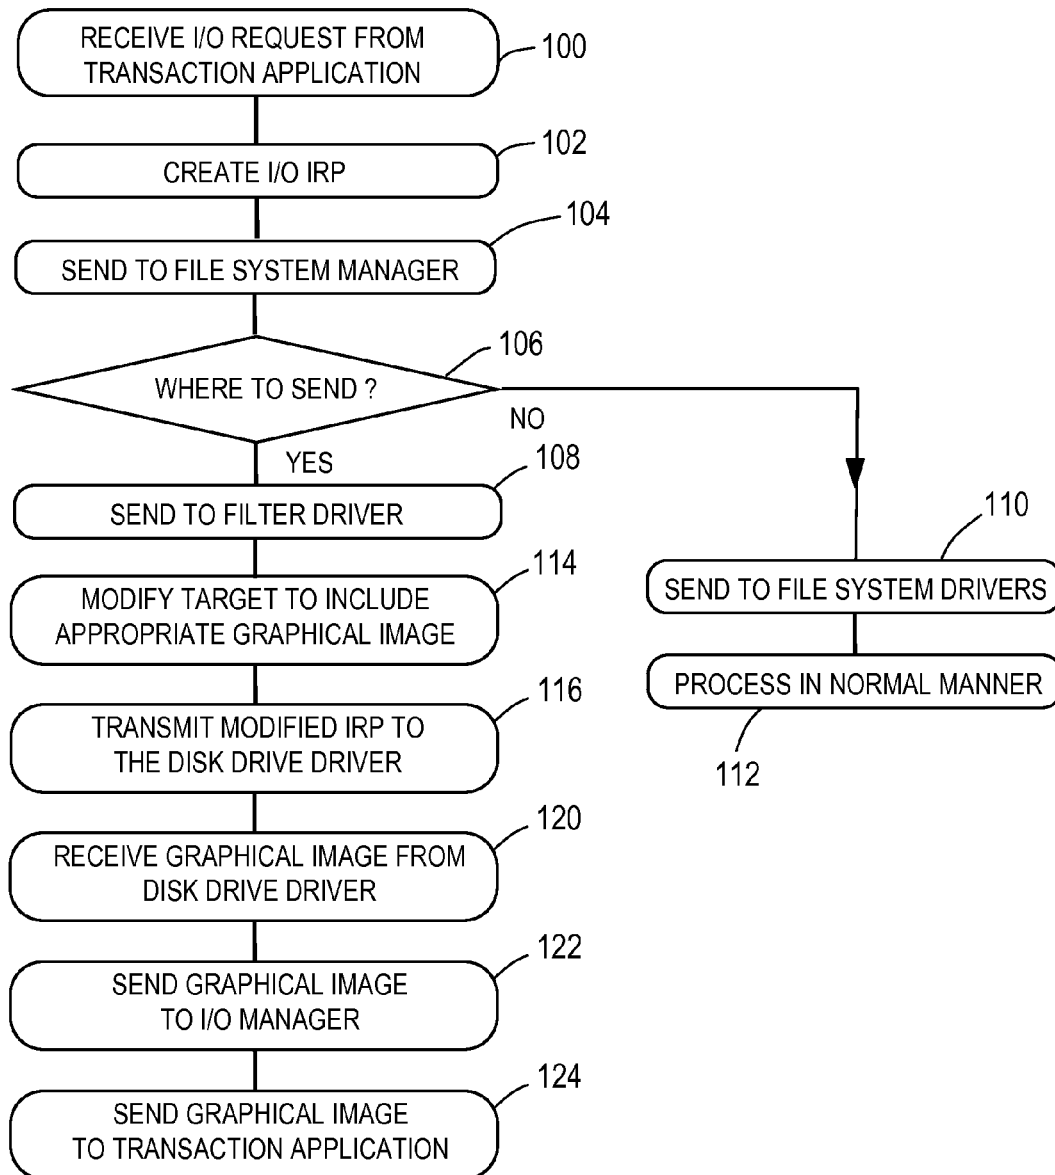 RECEIVE I/O REQUEST FROM
TRANSACTION APPLICATION
100
CREATE I/O IRP
102
SEND TO FILE SYSTEM MANAGER
104
WHERE TO SEND ?
106
NO
YES
SEND TO FILTER DRIVER
108
SEND TO FILE SYSTEM DRIVERS
110
PROCESS IN NORMAL MANNER
112
MODIFY TARGET TO INCLUDE
APPROPRIATE GRAPHICAL IMAGE
114
TRANSMIT MODIFIED IRP TO
THE DISK DRIVE DRIVER
116
RECEIVE GRAPHICAL IMAGE FROM
DISK DRIVE DRIVER
120
SEND GRAPHICAL IMAGE
TO I/O MANAGER
122
SEND GRAPHICAL IMAGE
TO TRANSACTION APPLICATION
124